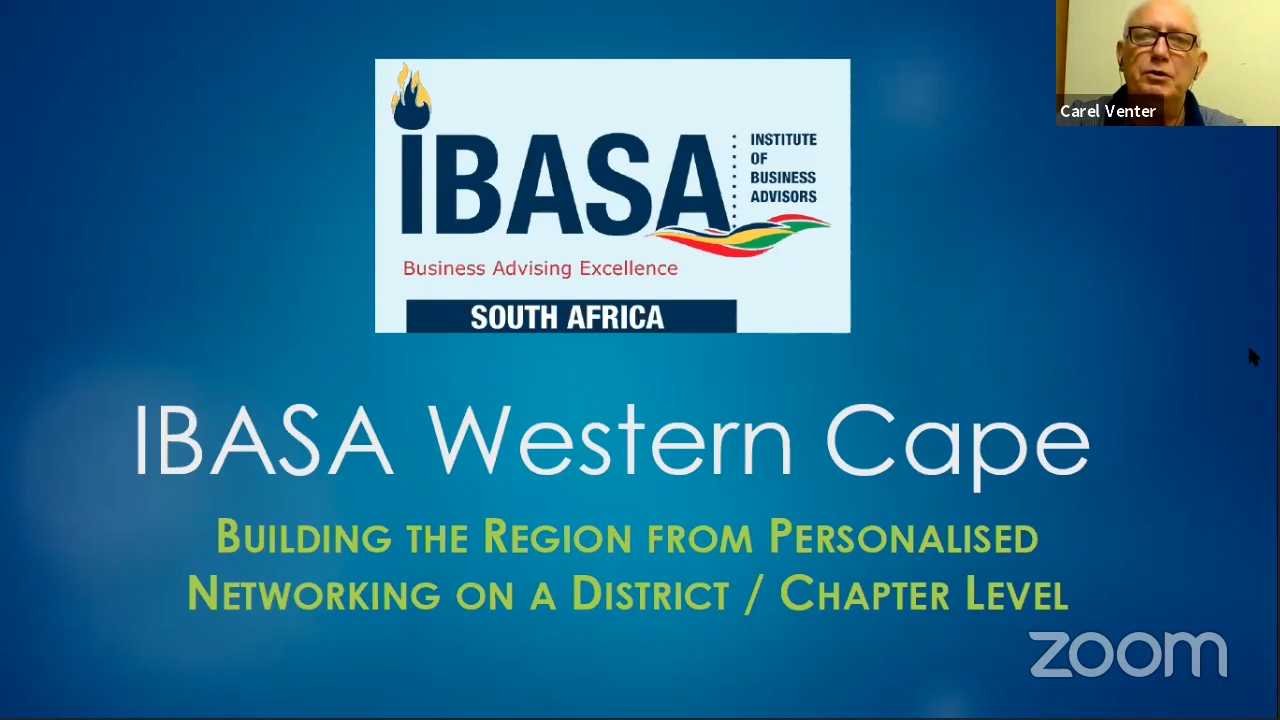 Carel Venter
IBASA
INSTITUTE
OF
BUSINESS
ADVISORS
Business Advising Excellence
SOUTH AFRICA
IBASA Western Cape
BUILDING THE REGION FROM PERSONALISED
NETWORKING ON A DISTRICT / CHAPTER LEVEL
zoom